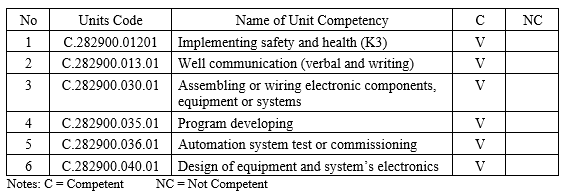 No Units Code Name of Unit Competency C NC
1 C.282900.01201 Implementing safety and health (K3) V
2 C.282900.013.01 Well communication (verbal and writing) V
3 C.282900.030.01 Assembling or wiring electronic components, V
equipment or systems
4 C.282900.035.01 Program developing V
5 C.282900.036.01 Automation system test or commissioning V
6 C.282900.040.01 Design of equipment and system's electronics V
Notes: C = Competent NC = Not Competent